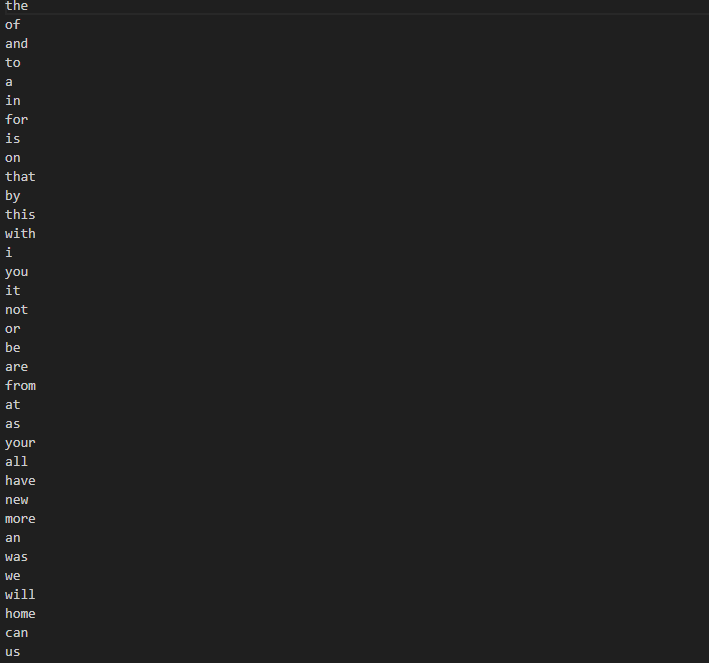 the
of
and
to
a
in
for
is
on
that
by
this
with
i
you
it
not
or
be
are
from
at
as
your
all
have
new
more
an
was
we
will
home
can
us